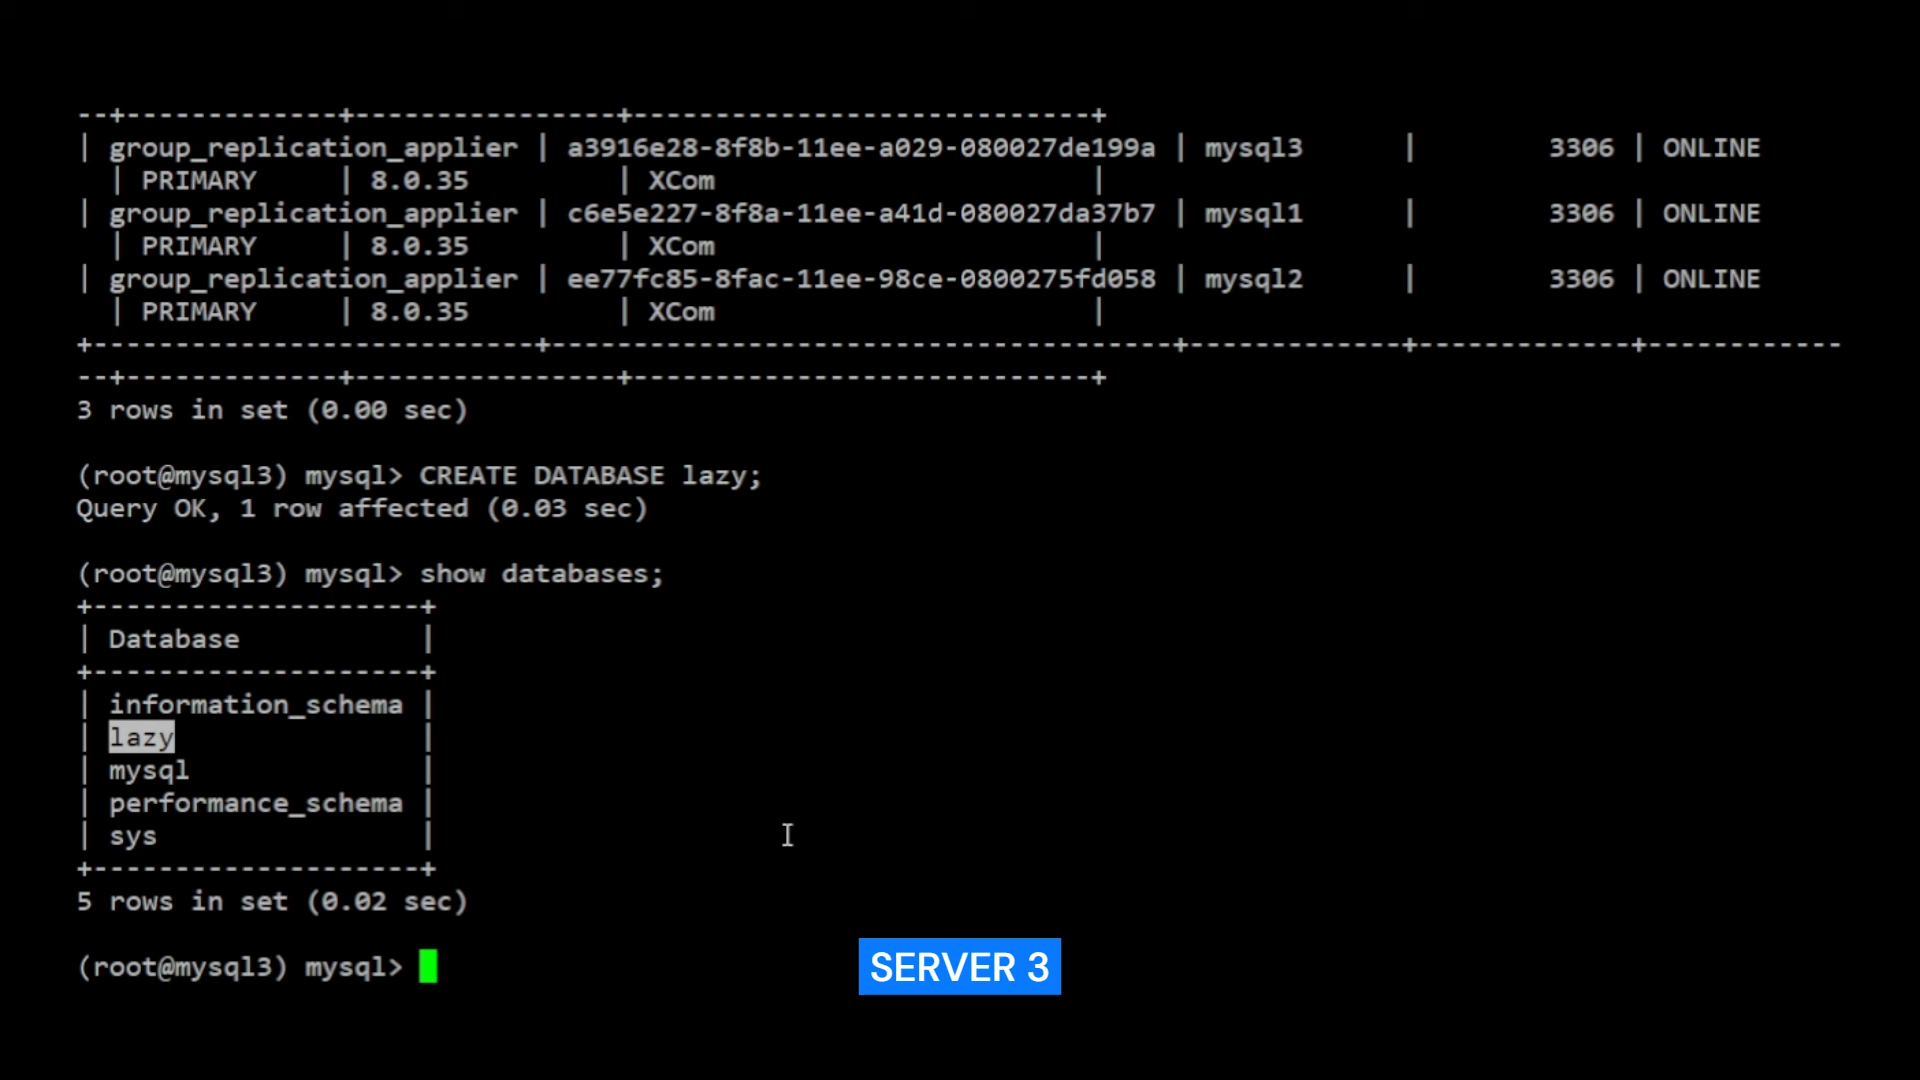 --+-------------+----------------+----------------------------+
| group_replication_applier | a3916e28-8f8b-11ee-a029-080027de199a | mysql3      |        3306 | ONLINE
  | PRIMARY     | 8.0.35         | XCom                       |
| group_replication_applier | c6e5e227-8f8a-11ee-a41d-080027da37b7 | mysql1      |        3306 | ONLINE
  | PRIMARY     | 8.0.35         | XCom                       |
| group_replication_applier | ee77fc85-8fac-11ee-98ce-0800275fd058 | mysql2      |        3306 | ONLINE
  | PRIMARY     | 8.0.35         | XCom                       |
+---------------------------+--------------------------------------+-------------+-------------+------------
--+-------------+----------------+----------------------------+
3 rows in set (0.00 sec)

(root@mysql3) mysql> CREATE DATABASE lazy;
Query OK, 1 row affected (0.03 sec)

(root@mysql3) mysql> show databases;
+--------------------+
| Database           |
+--------------------+
| information_schema |
| lazy               |
| mysql              |
| performance_schema |
| sys                |
+--------------------+
5 rows in set (0.02 sec)

(root@mysql3) mysql>
SERVER 3